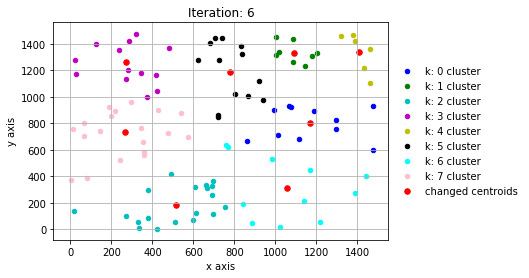 Iteration: 6
y axis
1400
1200
1000
800
600
400
200
0
0 200 400 600 800 1000 1200 1400
x axis
k: 0 cluster
k: 1 cluster
k: 2 cluster
k: 3 cluster
k: 4 cluster
k: 5 cluster
k: 6 cluster
k: 7 cluster
changed centroids